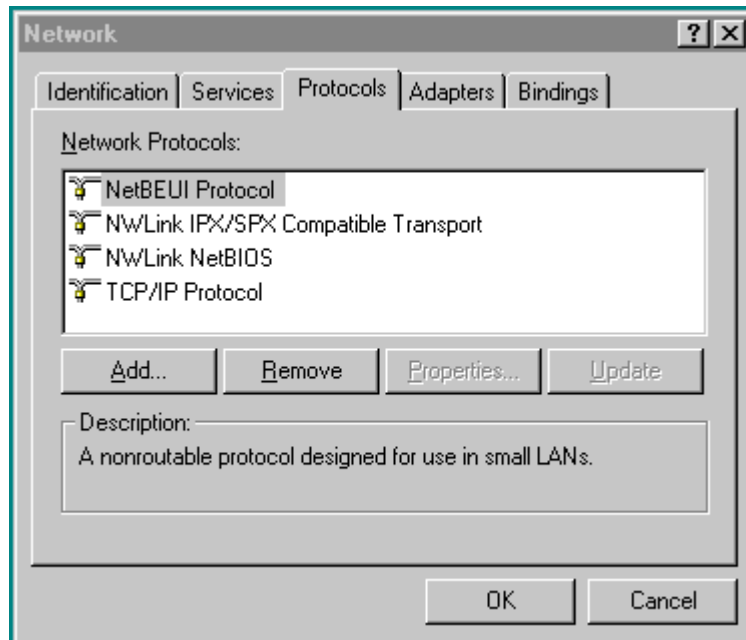 Network
Identification Services Protocols Adapters Bindings
Network Protocols:
NetBEUI Protocol
NWLink IPX/SPX Compatible Transport
NWLink NetBIOS
TCP/IP Protocol
Add... Remove Properties... Update
Description:
A nonroutable protocol designed for use in small LANs.
OK Cancel